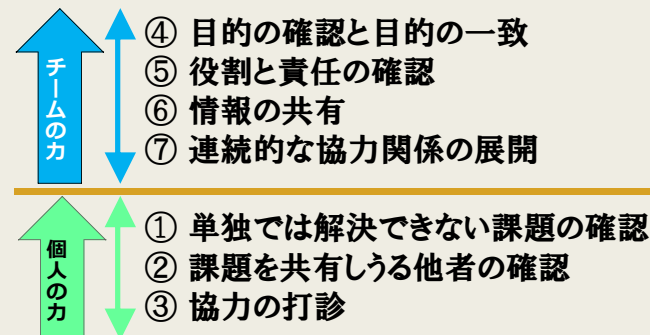 チームの力
④ 目的の確認と目的の一致
⑤ 役割と責任の確認
⑥ 情報の共有
⑦ 連続的な協力関係の展開
個人の力
① 単独では解決できない課題の確認
② 課題を共有しうる他者の確認
③ 協力の打診